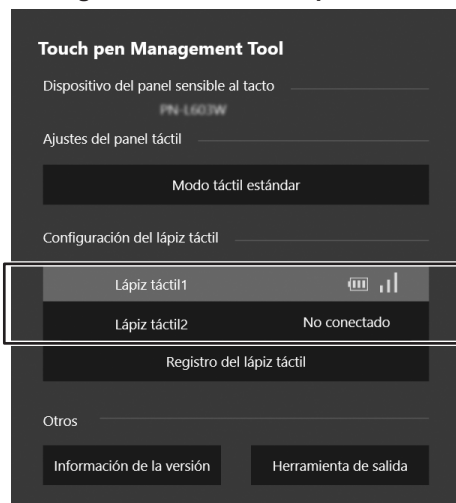 Touch pen Management Tool
Dispositivo del panel sensible al tacto
PN-L603W
Ajustes del panel táctil
Modo táctil estándar
Configuración del lápiz táctil
Lápiz táctil1
Lápiz táctil2 No conectado
Registro del lápiz táctil
Otros
Información de la versión Herramienta de salida